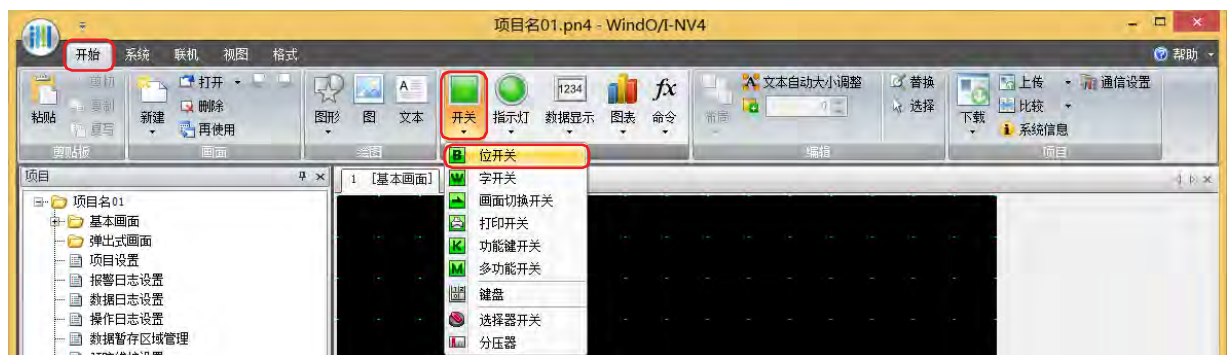 项目名01.pn4 - WindO/I-NV4
开始 系统 联机 视图 格式 帮助
剪切 打开 1234 fx 文本自动大小调整 替换 上传 通信设置
复制 删除 0 选择 比较
粘贴 新建 再使用 图形 图 文本 开关 指示灯 数据显示 图表 命令 下载 系统信息
剪贴板 画面 绘图 编辑 项目
B 位开关
项目 1 [基本画面] W 字开关
项目名01 画面切换开关
基本画面 打印开关
弹出式画面 K 功能键开关
项目设置 M 多功能开关
报警日志设置 键盘
数据日志设置
操作日志设置 选择器开关
数据暂存区域管理 分压器